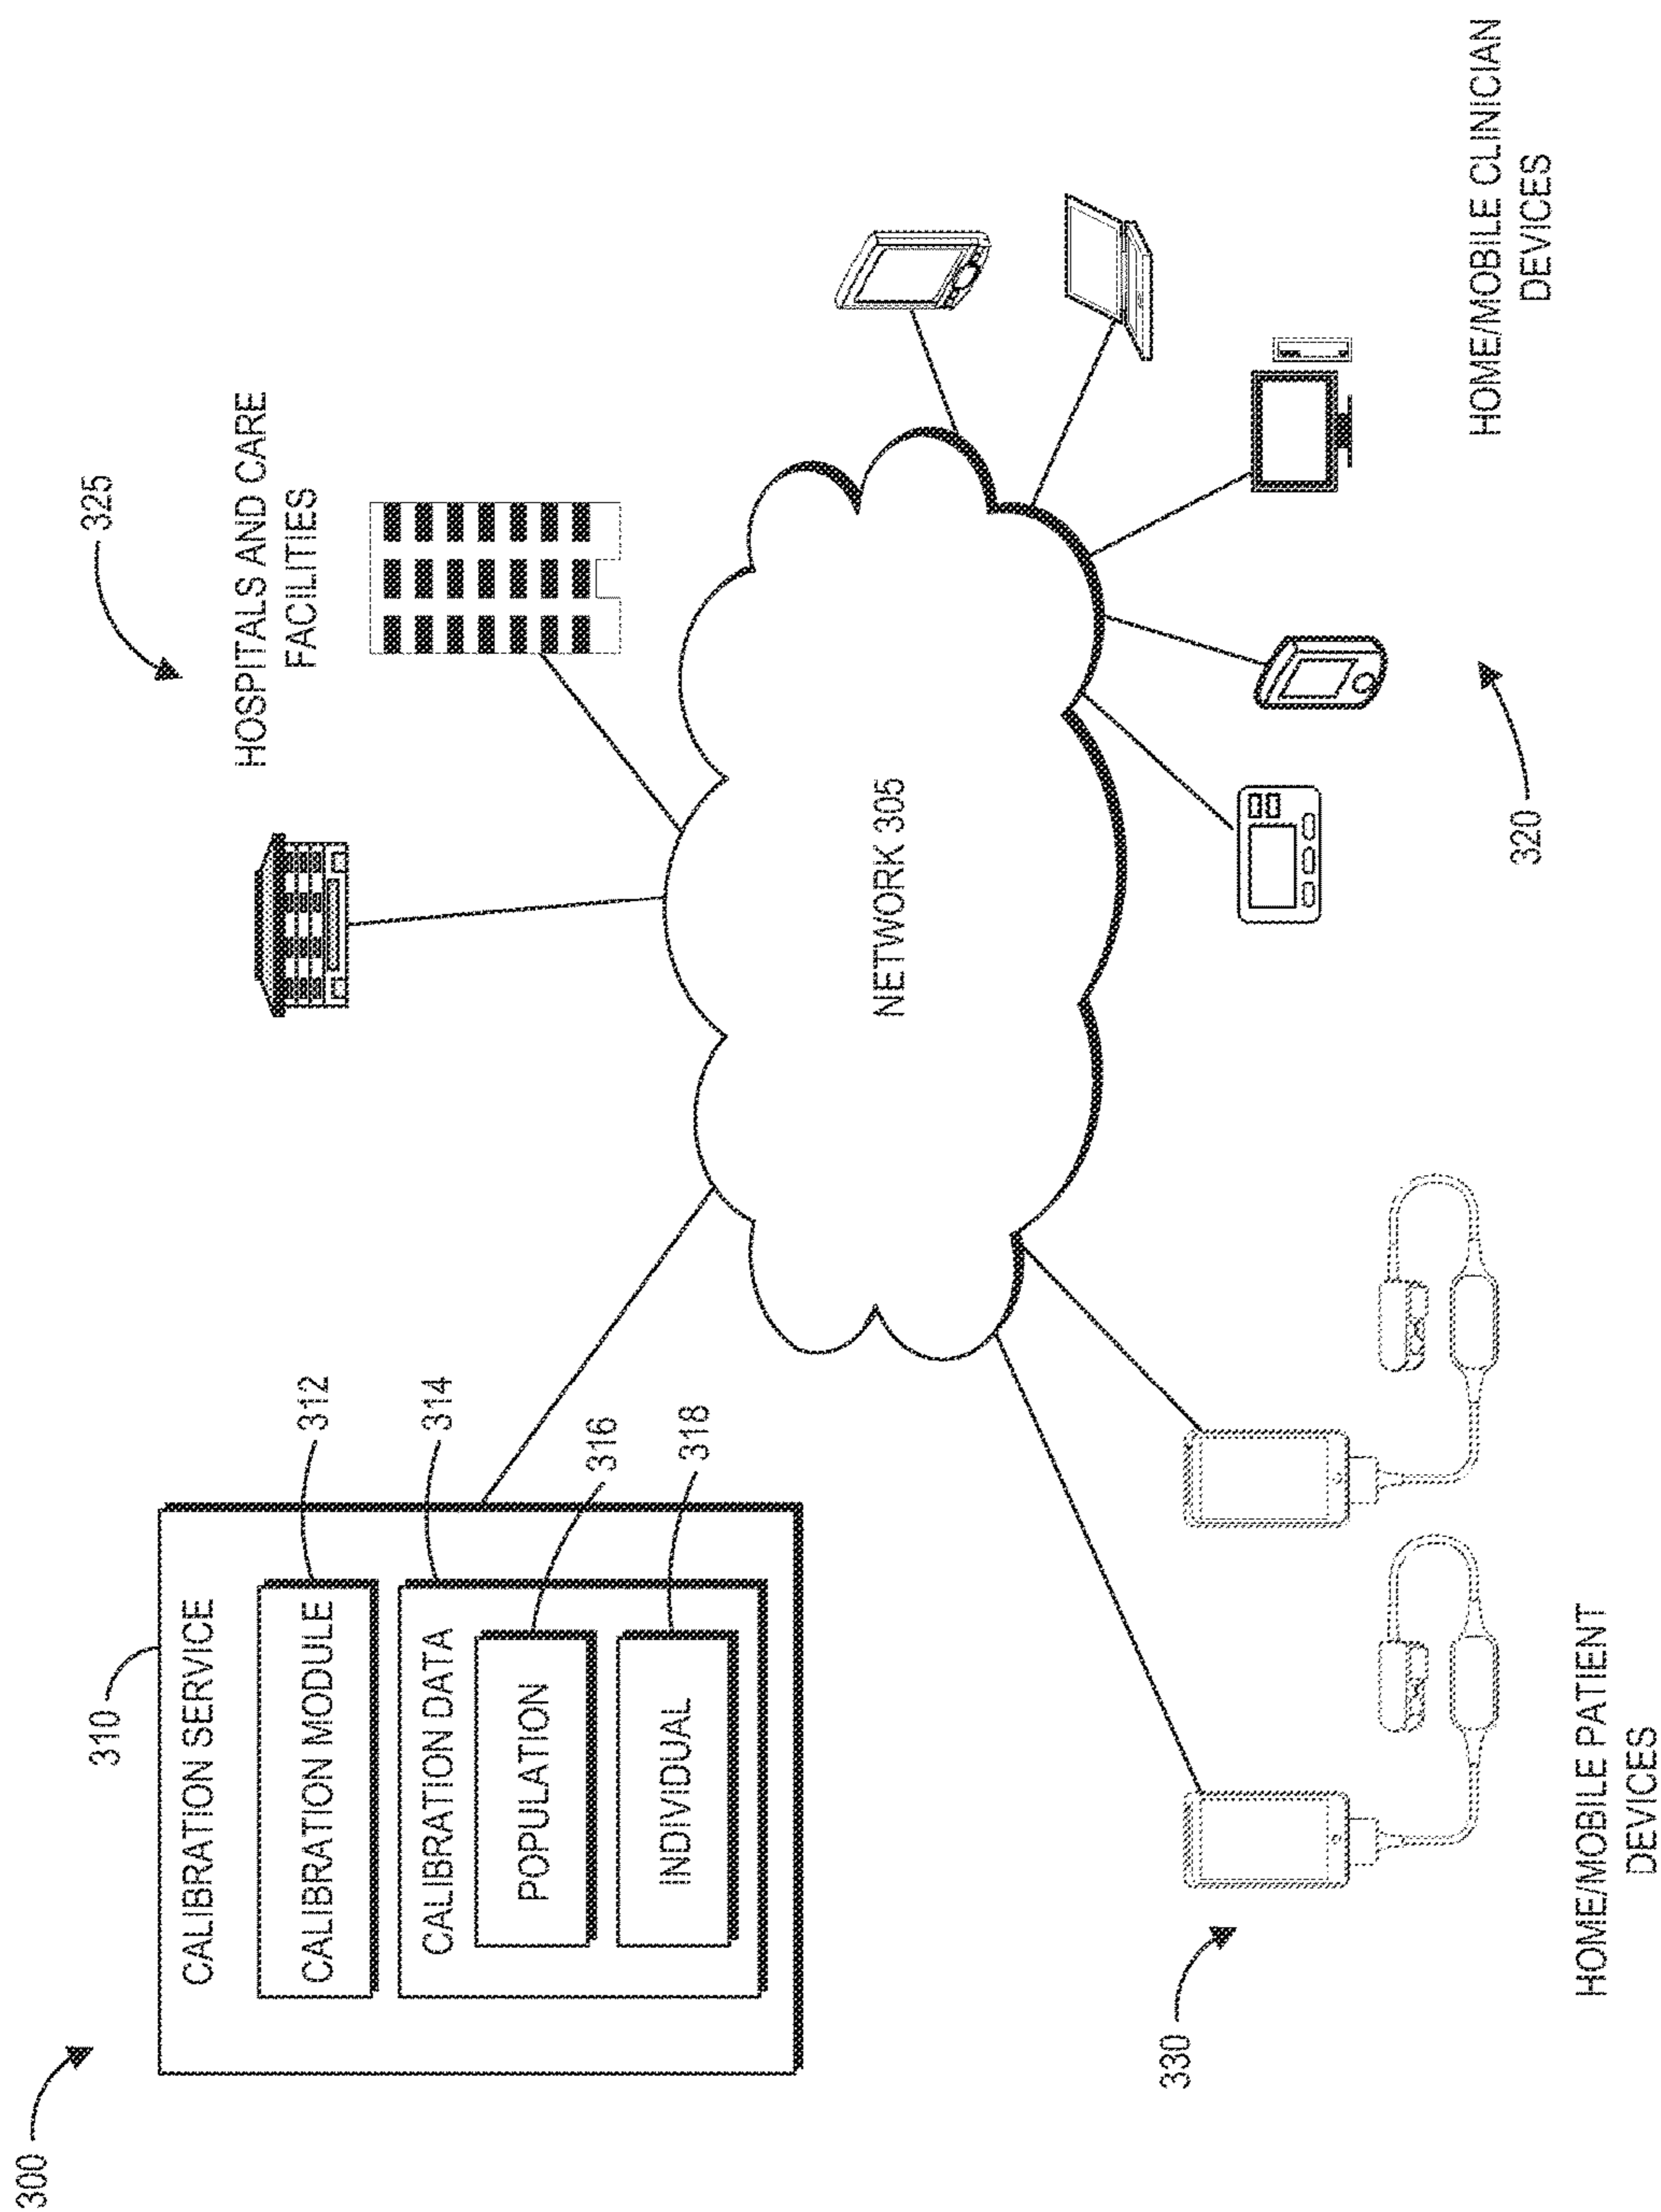 300
310
CALIBRATION SERVICE
CALIBRATION MODULE
312
CALIBRATION DATA
314
POPULATION
316
INDIVIDUAL
318
325
HOSPITALS AND CARE
FACILITIES
NETWORK 305
330
HOME/MOBILE PATIENT
DEVICES
320
HOME/MOBILE CLINICIAN
DEVICES